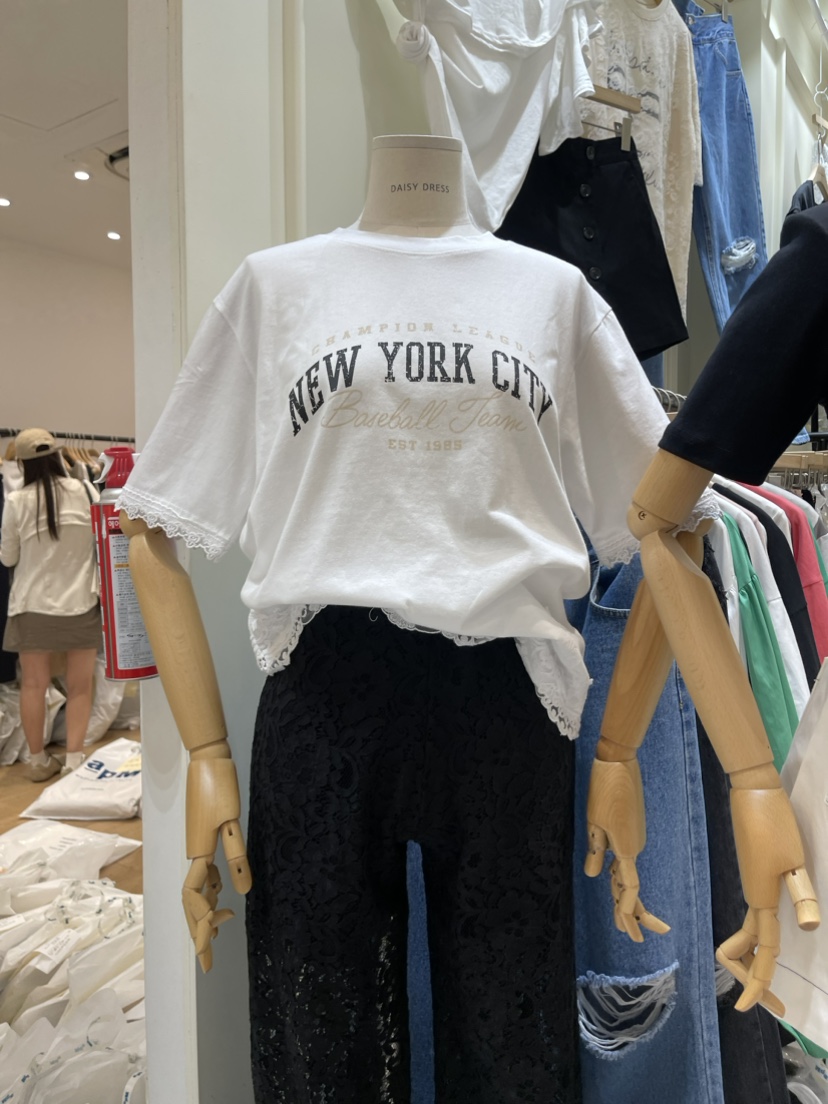 DAISY DRESS
CHAMPION LEAGUE
NEW YORK CITY
Baseball Team
EST 1985
apM